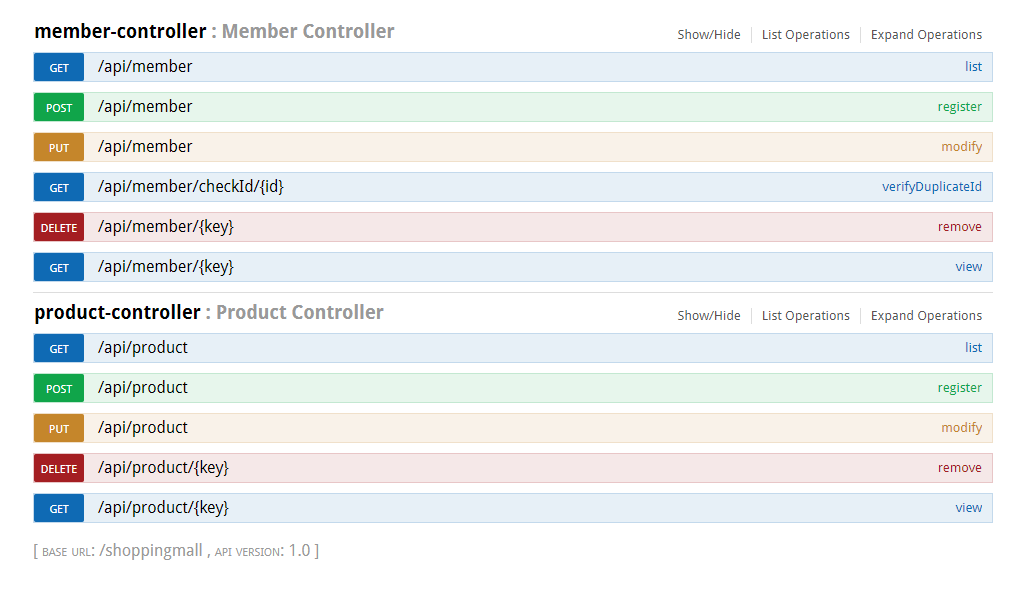 member-controller : Member Controller Show/Hide List Operations Expand Operations
GET /api/member list
POST /api/member register
PUT /api/member modify
GET /api/member/checkId/{id} verifyDuplicateId
DELETE /api/member/{key} remove
GET /api/member/{key} view
product-controller : Product Controller Show/Hide List Operations Expand Operations
GET /api/product list
POST /api/product register
PUT /api/product modify
DELETE /api/product/{key} remove
GET /api/product/{key} view
[ BASE URL: /shoppingmall , API VERSION: 1.0 ]